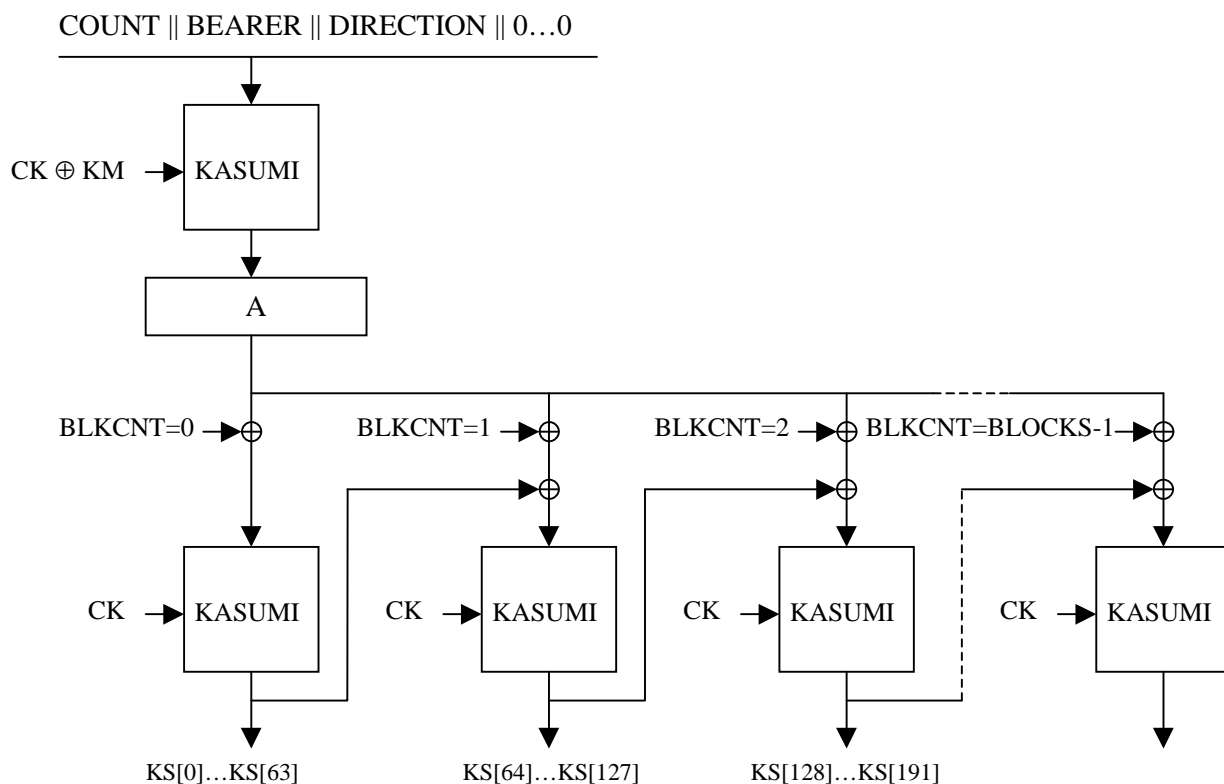 COUNT || BEARER || DIRECTION || 0…0
CK ⊕ KM
KASUMI
A
BLKCNT=0
BLKCNT=1
BLKCNT=2
BLKCNT=BLOCKS-1
CK
KASUMI
CK
KASUMI
CK
KASUMI
CK
KASUMI
KS[0]…KS[63]
KS[64]…KS[127]
KS[128]…KS[191]